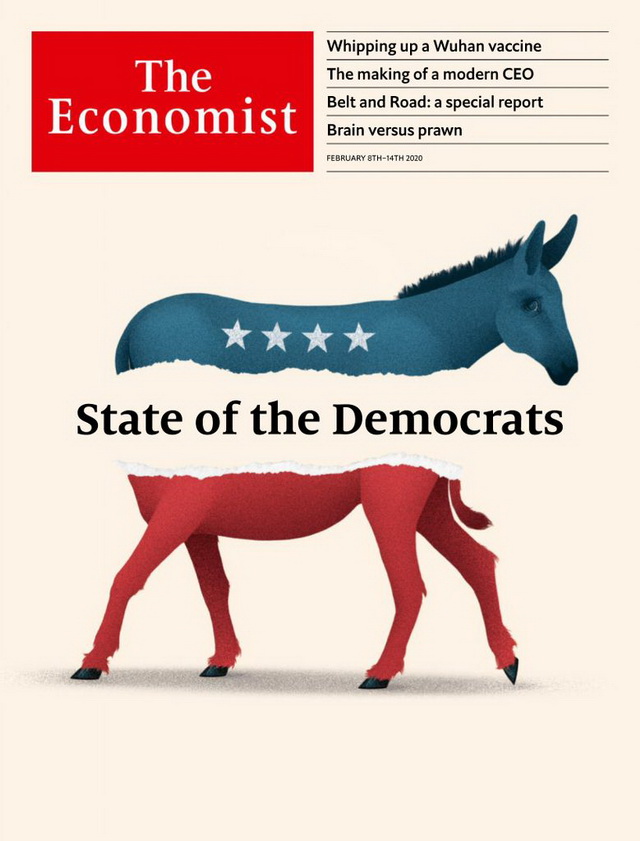 The
Economist
Whipping up a Wuhan vaccine
The making of a modern CEO
Belt and Road: a special report
Brain versus prawn
FEBRUARY 8TH–14TH 2020
State of the Democrats